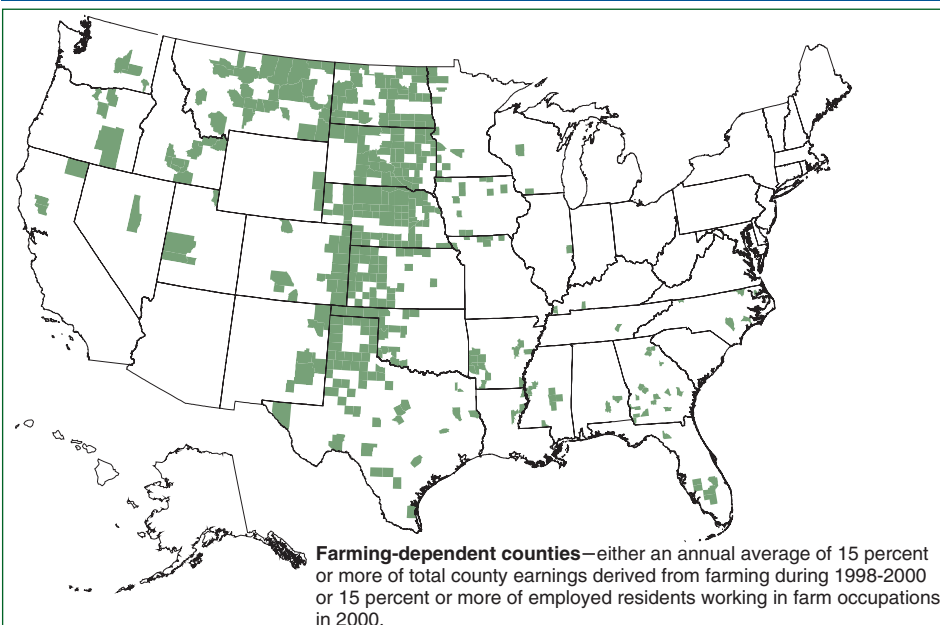 Farming-dependent counties—either an annual average of 15 percent
or more of total county earnings derived from farming during 1998-2000
or 15 percent or more of employed residents working in farm occupations
in 2000.